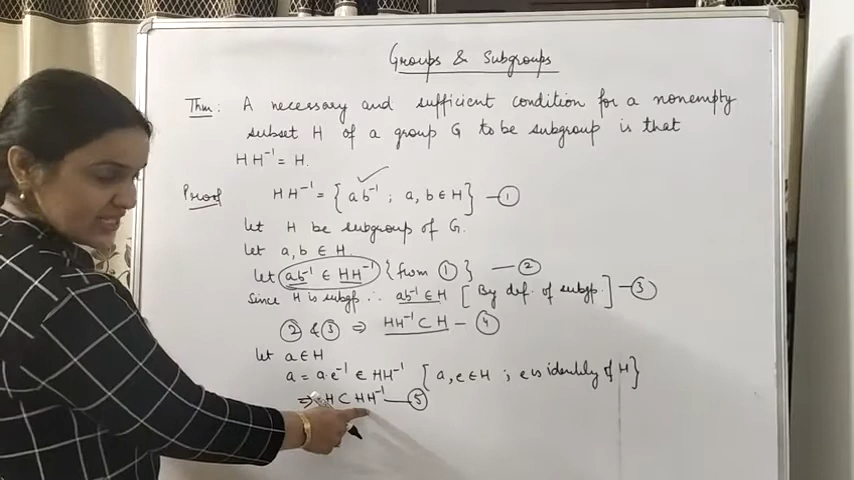 Groups & Subgroups
Thm: A necessary and sufficient condition for a nonempty
subset H of a group G to be subgroup is that
HH⁻¹ = H.
Proof HH⁻¹ = {ab⁻¹ ; a, b ∈ H} — ①
let H be subgroup of G.
let a, b ∈ H
let ab⁻¹ ∈ HH⁻¹ {from ①} — ②
Since H is subgp ∴ ab⁻¹ ∈ H [By def. of subgp.] — ③
② & ③ ⇒ HH⁻¹ ⊂ H — ④
let a ∈ H
a = a.e⁻¹ ∈ HH⁻¹ [a, e ∈ H ; e is identity of H}
⇒ H ⊂ HH⁻¹ — ⑤